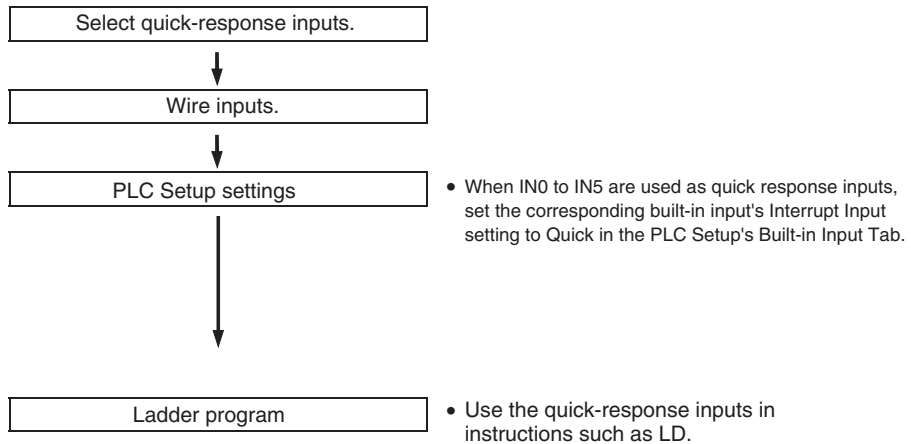 Select quick-response inputs.
Wire inputs.
PLC Setup settings
• When IN0 to IN5 are used as quick response inputs,
set the corresponding built-in input's Interrupt Input
setting to Quick in the PLC Setup's Built-in Input Tab.
Ladder program
• Use the quick-response inputs in
instructions such as LD.